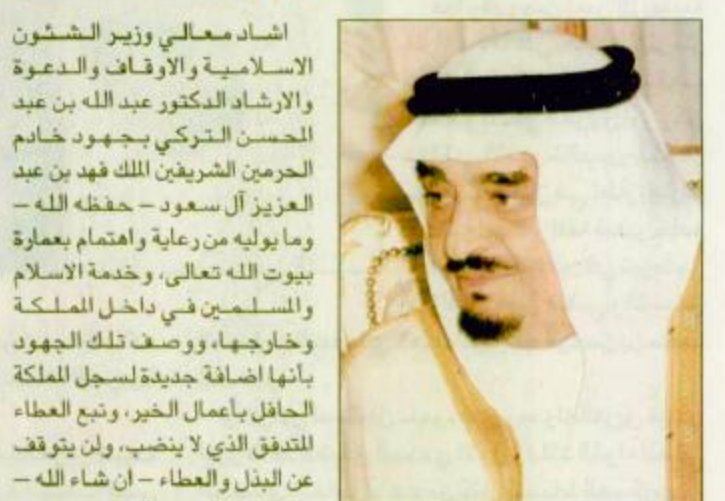 اشاد معالي وزير الشئون
الاسلامية والاوقاف والدعوة
والارشاد الدكتور عبد الله بن عبد
المحسن التركي بجهود خادم
الحرمين الشريفين الملك فهد بن عبد
العزيز آل سعود – حفظه الله –
وما يوليه من رعاية واهتمام بعمارة
بيوت الله تعالى، وخدمة الاسلام
والمسلمين في داخل المملكة
وخارجها، ووصف تلك الجهود
بأنها اضافة جديدة لسجل المملكة
الحافل بأعمال الخير، ونبع العطاء
المتدفق الذي لا ينضب، ولن يتوقف
عن البذل والعطاء – ان شاء الله –